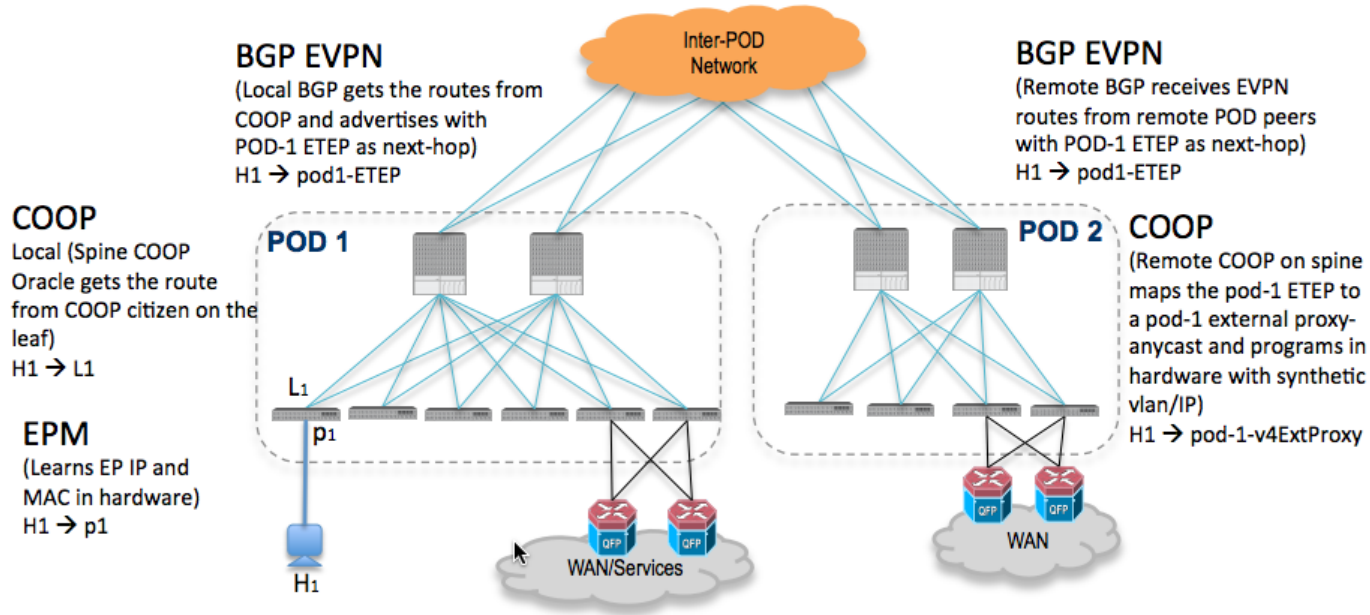 Inter-POD
Network
BGP EVPN
(Local BGP gets the routes from
COOP and advertises with
POD-1 ETEP as next-hop)
H1 → pod1-ETEP
BGP EVPN
(Remote BGP receives EVPN
routes from remote POD peers
with POD-1 ETEP as next-hop)
H1 → pod1-ETEP
COOP
Local (Spine COOP
Oracle gets the route
from COOP citizen on the
leaf)
H1 → L1
POD 1
POD 2
COOP
(Remote COOP on spine
maps the pod-1 ETEP to
a pod-1 external proxy-
anycast and programs in
hardware with synthetic
vlan/IP)
H1 → pod-1-v4ExtProxy
L1
p1
EPM
(Learns EP IP and
MAC in hardware)
H1 → p1
H1
QFP
QFP
WAN/Services
QFP
QFP
WAN